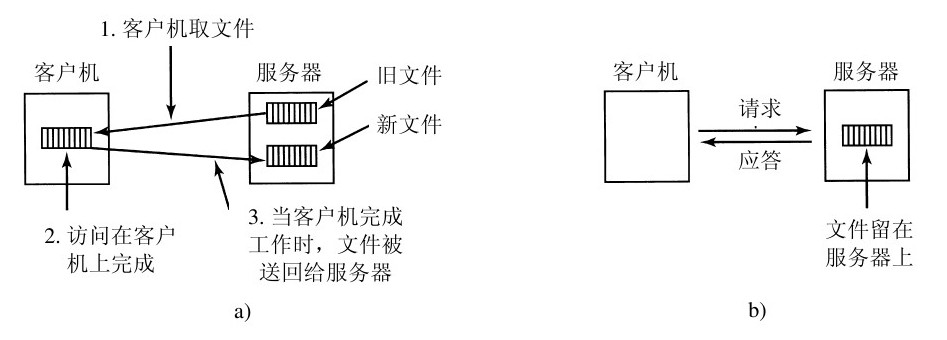 1. 客户机取文件
客户机
服务器
旧文件
新文件
2. 访问在客户
机上完成
3. 当客户机完成
工作时，文件被
送回给服务器
a)
客户机
服务器
请求
应答
文件留在
服务器上
b)